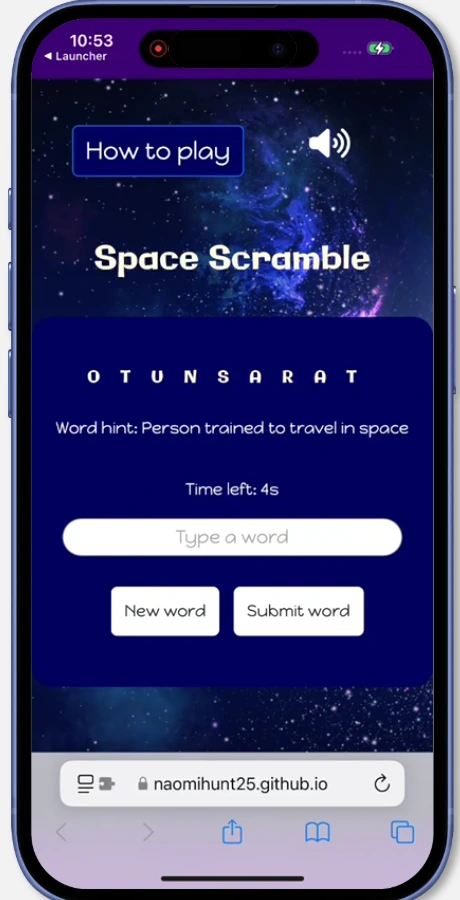 10:53
◀ Launcher
How to play
Space Scramble
O T U N S A R A T
Word hint: Person trained to travel in space
Time left: 4s
Type a word
New word
Submit word
naomihunt25.github.io